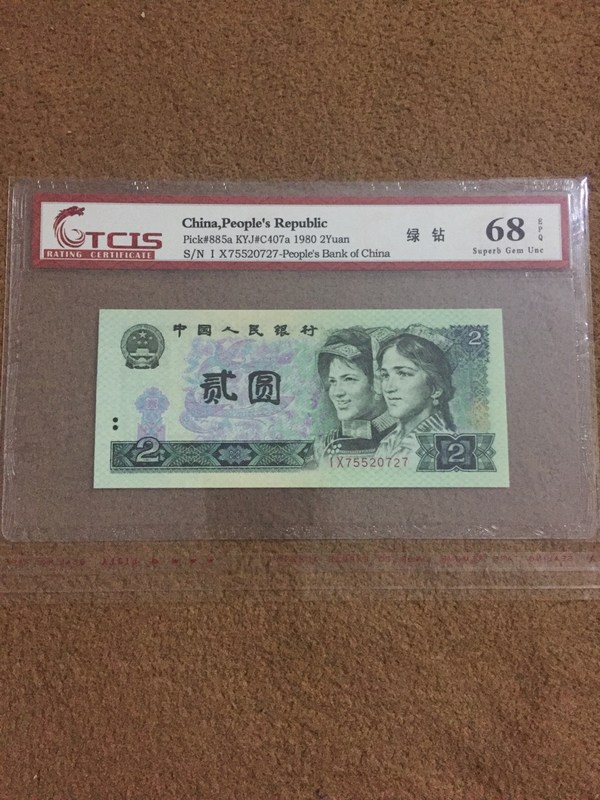 TCIS
RATING CERTIFICATE
China,People's Republic
Pick#885a KYJ#C407a 1980 2Yuan
S/N I X75520727-People's Bank of China
绿 钻
68
EPQ
Superb Gem Unc
中国人民银行
贰圆
2
2
2
IX75520727